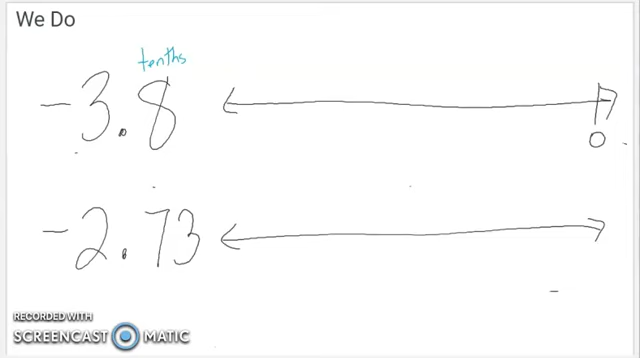 We Do
tenths
-3.8
0
-2.73
RECORDED WITH
SCREENCAST MATIC